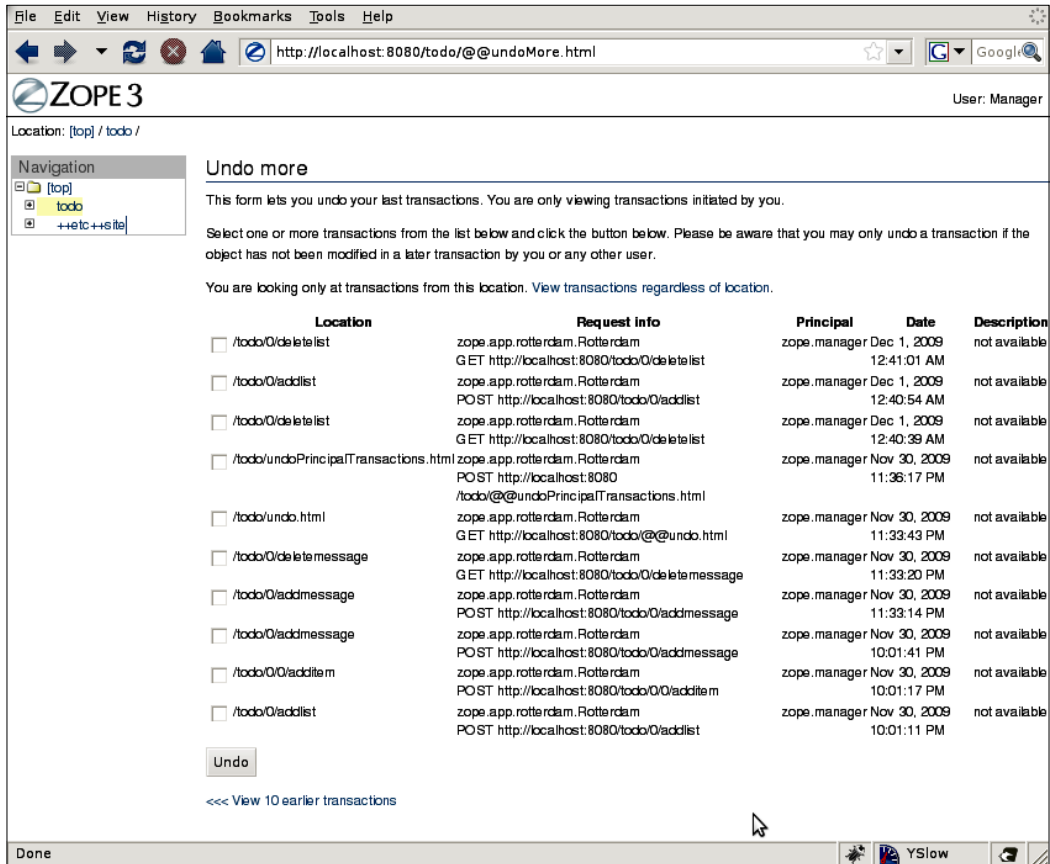 File Edit View History Bookmarks Tools Help
http://localhost:8080/todo/@@undoMore.html
G Google
ZOPE 3
User: Manager
Location: [top] / todo /
Navigation
[top]
todo
++etc++site
Undo more
This form lets you undo your last transactions. You are only viewing transactions initiated by you.
Select one or more transactions from the list below and click the button below. Please be aware that you may only undo a transaction if the
object has not been modified in a later transaction by you or any other user.
You are looking only at transactions from this location. View transactions regardless of location.
Location Request info Principal Date Description
/todo/0/deletelist zope.app.rotterdam.Rotterdam zope.manager Dec 1, 2009 not available
GET http://localhost:8080/todo/0/deletelist 12:41:01 AM
/todo/0/addlist zope.app.rotterdam.Rotterdam zope.manager Dec 1, 2009 not available
POST http://localhost:8080/todo/0/addlist 12:40:54 AM
/todo/0/deletelist zope.app.rotterdam.Rotterdam zope.manager Dec 1, 2009 not available
GET http://localhost:8080/todo/0/deletelist 12:40:39 AM
/todo/undoPrincipalTransactions.html zope.app.rotterdam.Rotterdam zope.manager Nov 30, 2009 not available
POST http://localhost:8080 11:36:17 PM
/todo/@@undoPrincipalTransactions.html
/todo/undo.html zope.app.rotterdam.Rotterdam zope.manager Nov 30, 2009 not available
GET http://localhost:8080/todo/@@undo.html 11:33:43 PM
/todo/0/deletemessage zope.app.rotterdam.Rotterdam zope.manager Nov 30, 2009 not available
GET http://localhost:8080/todo/0/deletemessage 11:33:20 PM
/todo/0/addmessage zope.app.rotterdam.Rotterdam zope.manager Nov 30, 2009 not available
POST http://localhost:8080/todo/0/addmessage 11:33:14 PM
/todo/0/addmessage zope.app.rotterdam.Rotterdam zope.manager Nov 30, 2009 not available
POST http://localhost:8080/todo/0/addmessage 10:01:41 PM
/todo/0/0/additem zope.app.rotterdam.Rotterdam zope.manager Nov 30, 2009 not available
POST http://localhost:8080/todo/0/0/additem 10:01:17 PM
/todo/0/addlist zope.app.rotterdam.Rotterdam zope.manager Nov 30, 2009 not available
POST http://localhost:8080/todo/0/addlist 10:01:11 PM
Undo
<<< View 10 earlier transactions
Done YSlow